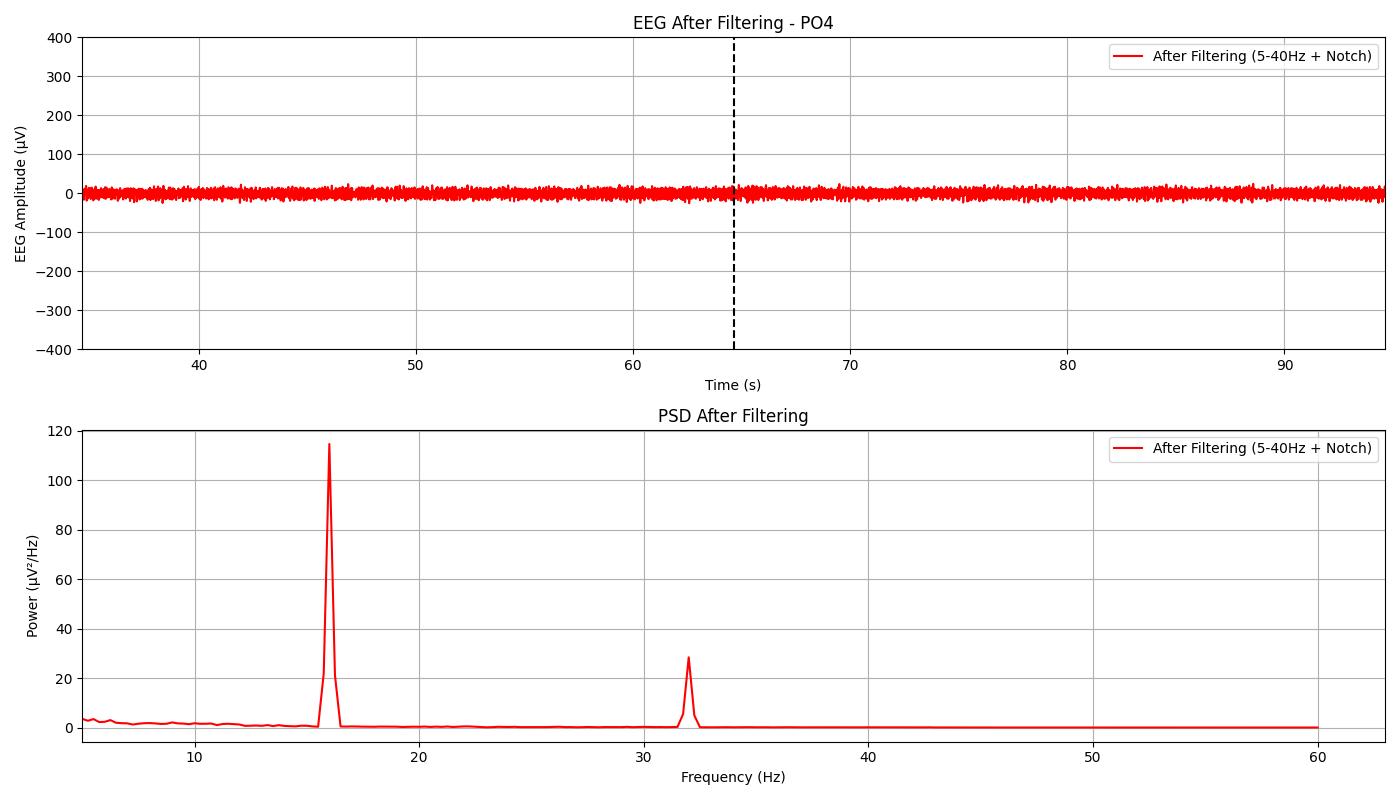 EEG After Filtering - PO4
After Filtering (5-40Hz + Notch)
EEG Amplitude (µV)
400
300
200
100
0
−100
−200
−300
−400
40 50 60 70 80 90
Time (s)
PSD After Filtering
After Filtering (5-40Hz + Notch)
Power (µV²/Hz)
120
100
80
60
40
20
0
10 20 30 40 50 60
Frequency (Hz)